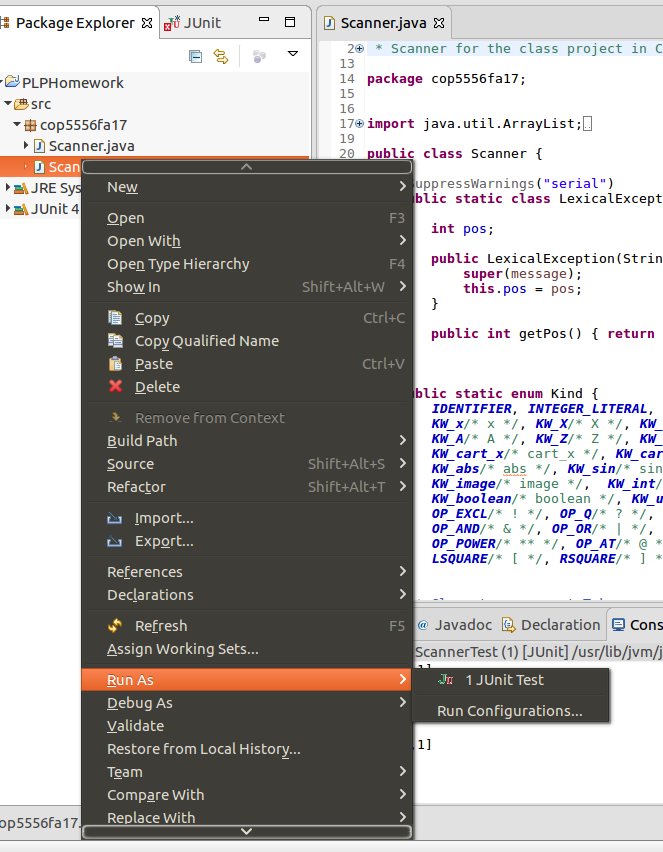 Package Explorer
JUnit
PLPHomework
src
cop5556fa17
Scanner.java
Scan
JRE Sys
JUnit 4
New
Open F3
Open With
Open Type Hierarchy F4
Show In Shift+Alt+W
Copy Ctrl+C
Copy Qualified Name
Paste Ctrl+V
Delete
Remove from Context
Build Path
Source Shift+Alt+S
Refactor Shift+Alt+T
Import...
Export...
References
Declarations
Refresh F5
Assign Working Sets...
Run As
Debug As
Validate
Restore from Local History...
Team
Compare With
Replace With
1 JUnit Test
Run Configurations...
Scanner.java
2 * Scanner for the class project in C
13
14 package cop5556fa17;
15
16
17 import java.util.ArrayList;
19
20 public class Scanner {
uppressWarnings("serial")
blic static class LexicalExcept
int pos;
public LexicalException(Strin
super(message);
this.pos = pos;
}
public int getPos() { return
blic static enum Kind {
IDENTIFIER, INTEGER_LITERAL,
KW_x/* x */, KW_X/* X */, KW_
KW_A/* A */, KW_Z/* Z */, KW_
KW_cart_x/* cart_x */, KW_car
KW_abs/* abs */, KW_sin/* sin
KW_image/* image */, KW_int/
KW_boolean/* boolean */, KW_u
OP_EXCL/* ! */, OP_Q/* ? */,
OP_AND/* & */, OP_OR/* | */,
OP_POWER/* ** */, OP_AT/* @ *
LSQUARE/* [ */, RSQUARE/* ] *
@ Javadoc
Declaration
Cons
ScannerTest (1) [JUnit] /usr/lib/jvm/j
,1]
op5556fa17.